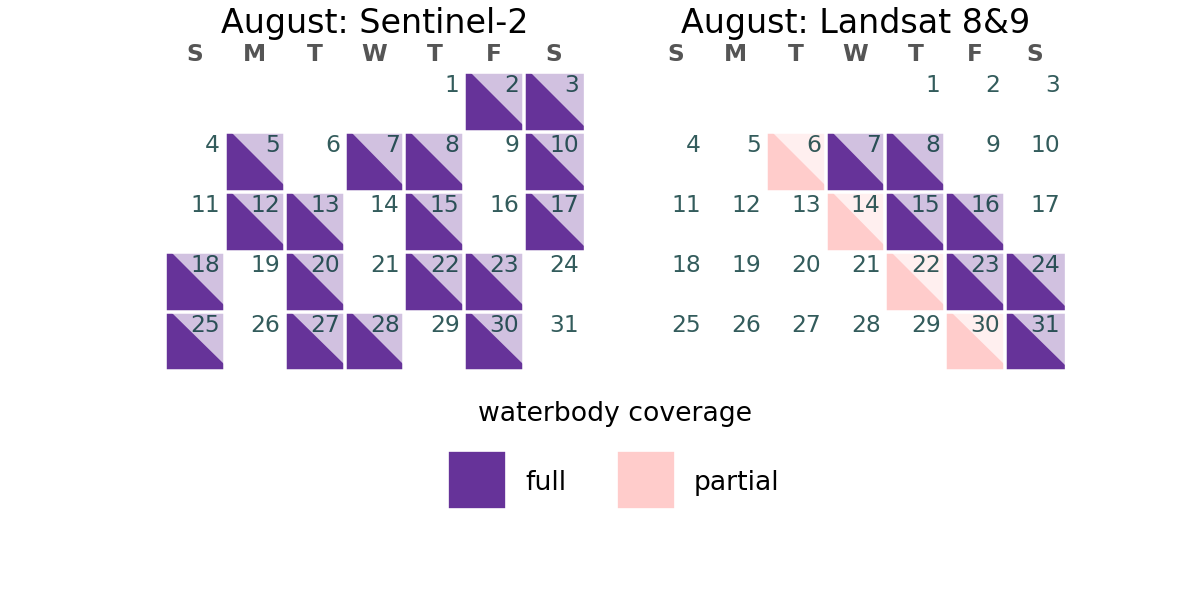 August: Sentinel-2
S M T W T F S
1 2 3
4 5 6 7 8 9 10
11 12 13 14 15 16 17
18 19 20 21 22 23 24
25 26 27 28 29 30 31
August: Landsat 8&9
S M T W T F S
1 2 3
4 5 6 7 8 9 10
11 12 13 14 15 16 17
18 19 20 21 22 23 24
25 26 27 28 29 30 31
waterbody coverage
full
partial